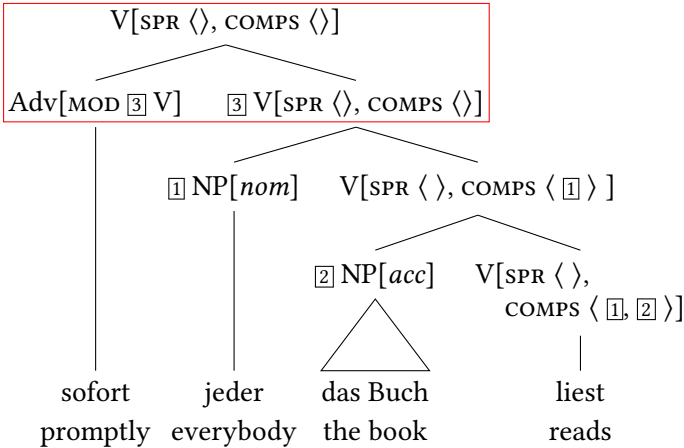 V[SPR ⟨⟩, COMPS ⟨⟩]
Adv[MOD 3 V] 3 V[SPR ⟨⟩, COMPS ⟨⟩]
1 NP[nom] V[SPR ⟨ ⟩, COMPS ⟨ 1 ⟩ ]
2 NP[acc] V[SPR ⟨ ⟩,
COMPS ⟨ 1, 2 ⟩]
sofort jeder das Buch liest
promptly everybody the book reads